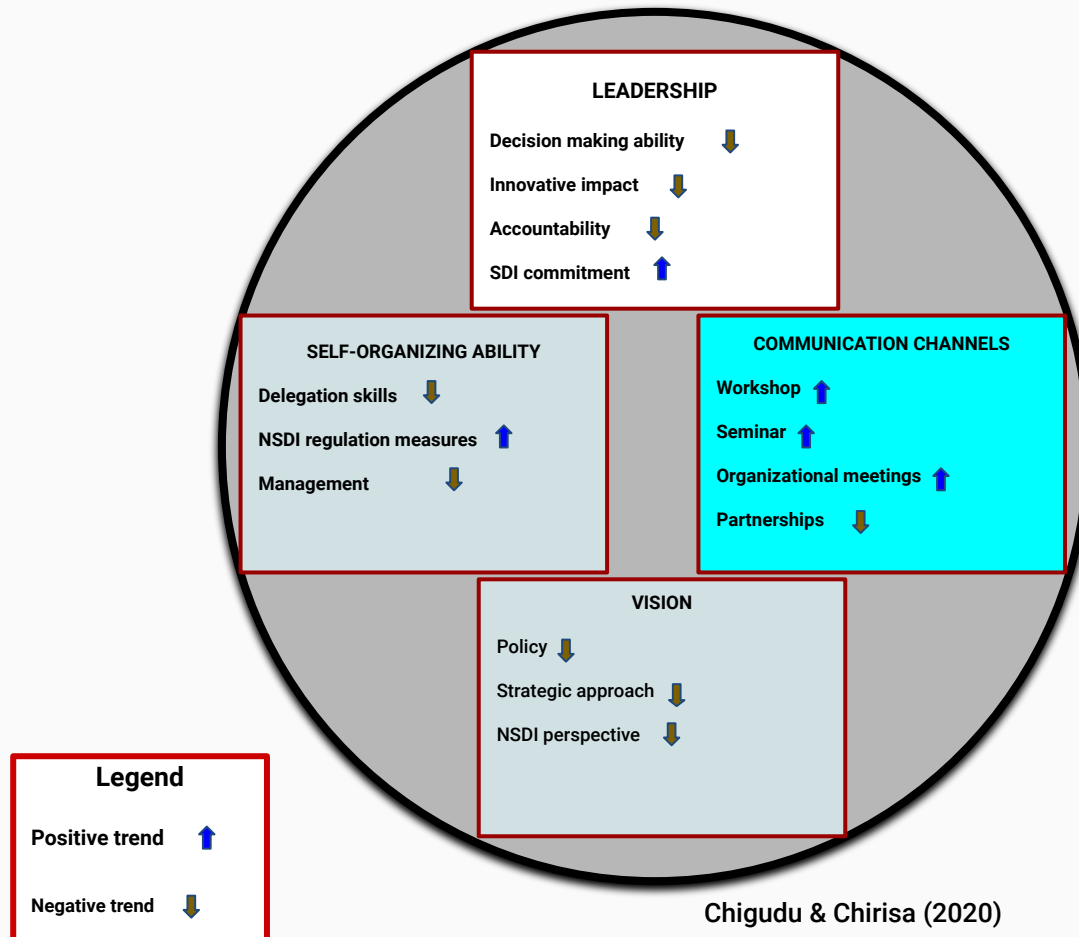 LEADERSHIP
Decision making ability
Innovative impact
Accountability
SDI commitment
SELF-ORGANIZING ABILITY
Delegation skills
NSDI regulation measures
Management
COMMUNICATION CHANNELS
Workshop
Seminar
Organizational meetings
Partnerships
VISION
Policy
Strategic approach
NSDI perspective
Legend
Positive trend
Negative trend
Chigudu & Chirisa (2020)